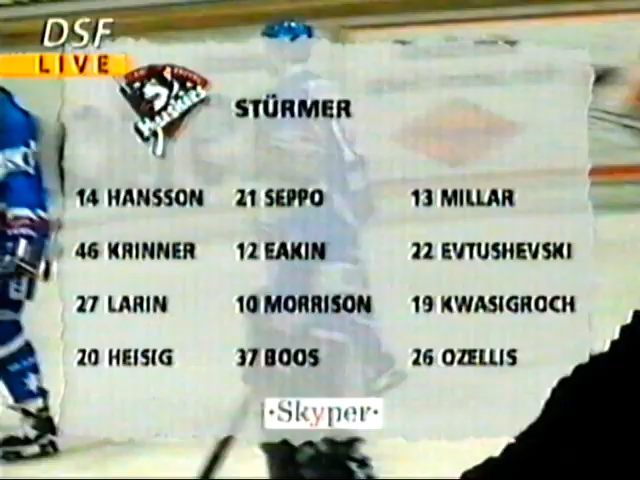 DSF
LIVE
STÜRMER
14 HANSSON 21 SEPPO 13 MILLAR
46 KRINNER 12 EAKIN 22 EVTUSHEVSKI
27 LARIN 10 MORRISON 19 KWASIGROCH
20 HEISIG 37 BOOS 26 OZELLIS
·Skyper·